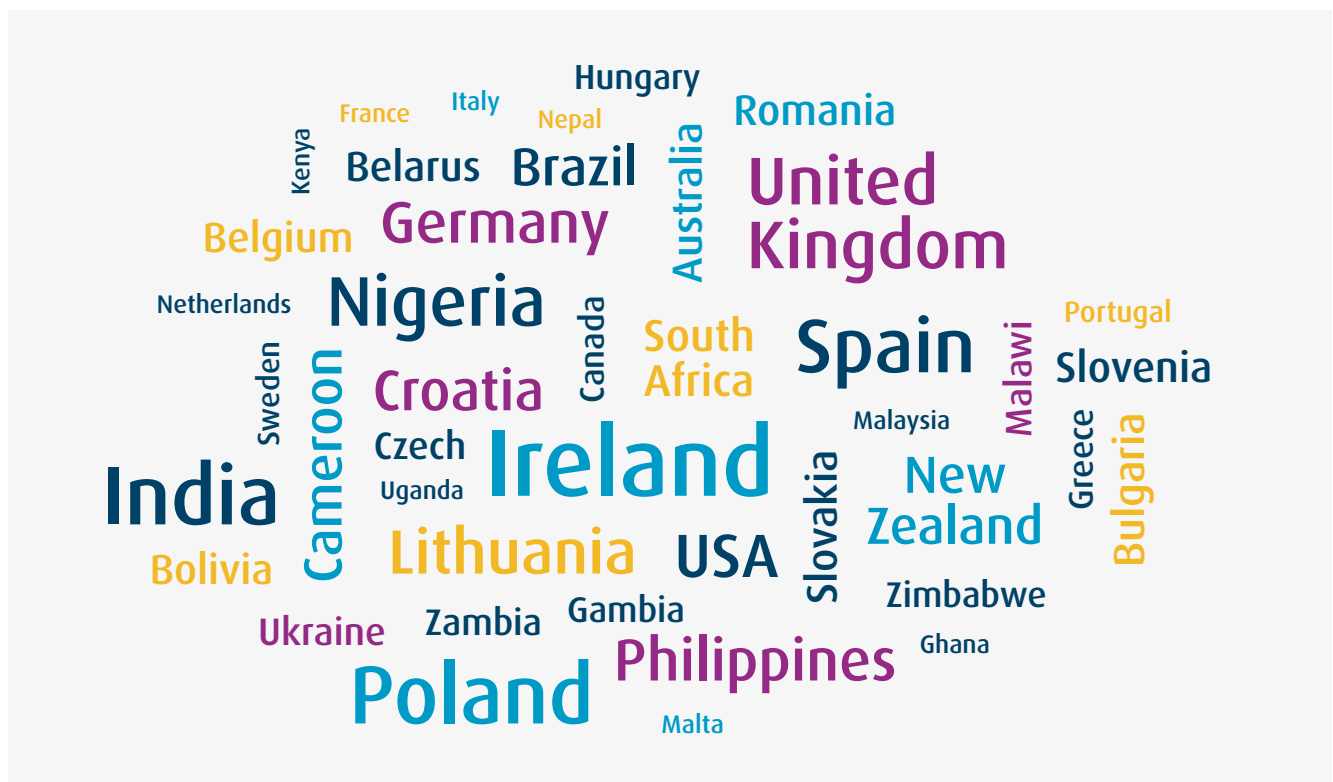 Hungary
Italy
France
Nepal
Romania
Kenya
Belarus
Brazil
Australia
United
Kingdom
Germany
Belgium
Nigeria
Netherlands
Canada
South
Africa
Spain
Malawi
Portugal
Slovenia
Sweden
Cameroon
Croatia
Czech
Ireland
Malaysia
Greece
Bulgaria
India
Uganda
Slovakia
New
Zealand
Lithuania
USA
Bolivia
Zimbabwe
Ukraine
Zambia
Gambia
Philippines
Ghana
Poland
Malta